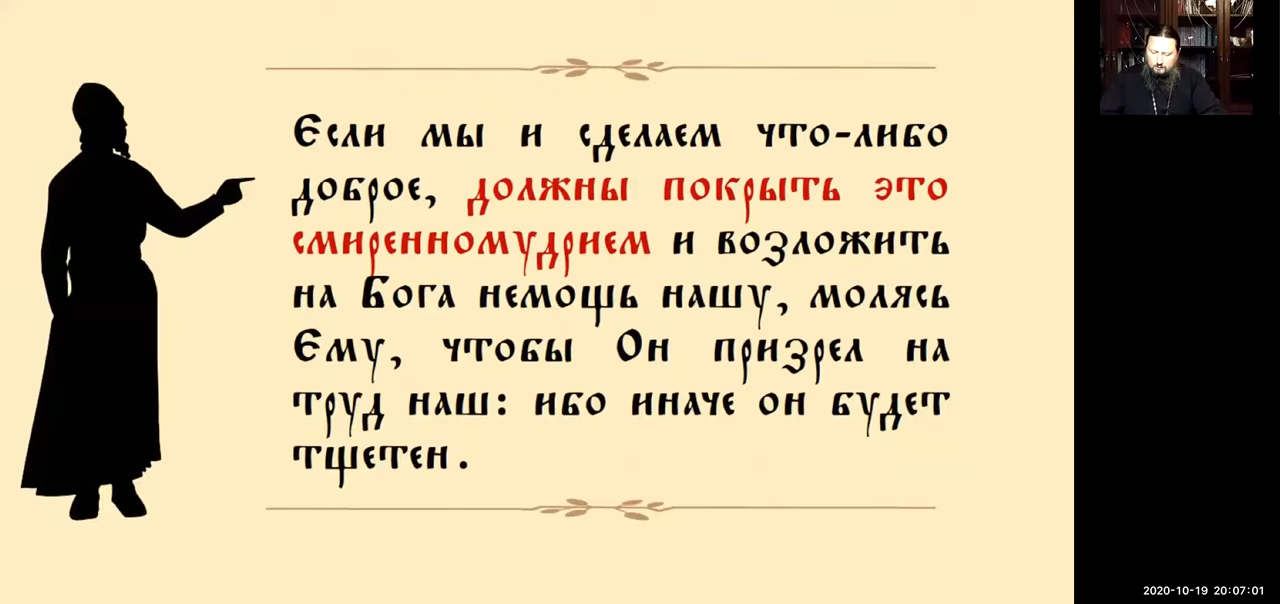 Если мы и сделаем что-либо
доброе, должны покрыть это
смиренномудрием и возложить
на Бога немощь нашу, молясь
Ему, чтобы Он призрел на
труд наш: ибо иначе он будет
тщетен.
2020-10-19 20:07:01